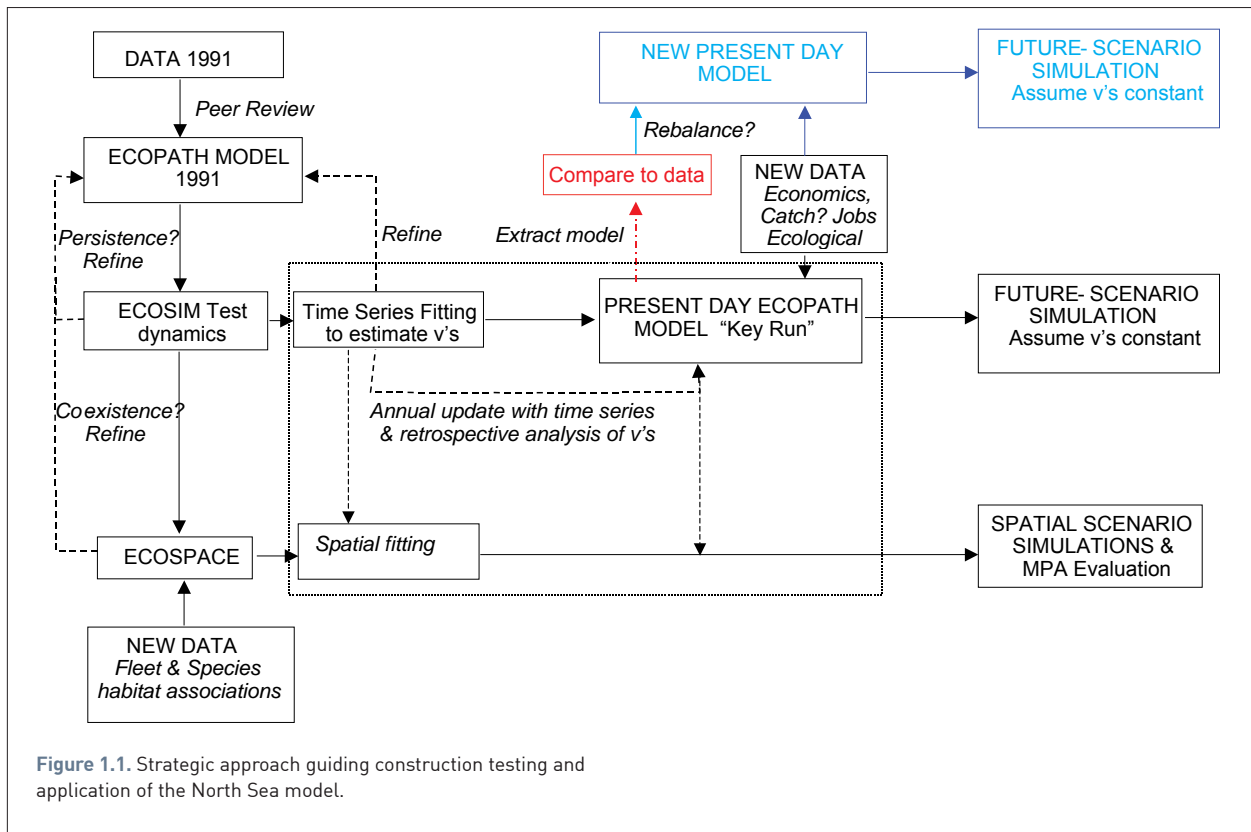 DATA 1991
Peer Review
ECOPATH MODEL
1991
Persistence?
Refine
ECOSIM Test
dynamics
Coexistence?
Refine
ECOSPACE
NEW DATA
Fleet & Species
habitat associations
Refine
Time Series Fitting
to estimate v's
Annual update with time series
& retrospective analysis of v's
Spatial fitting
NEW PRESENT DAY
MODEL
Rebalance?
Compare to data
Extract model
NEW DATA
Economics,
Catch? Jobs
Ecological
PRESENT DAY ECOPATH
MODEL “Key Run”
FUTURE- SCENARIO
SIMULATION
Assume v's constant
FUTURE- SCENARIO
SIMULATION
Assume v's constant
SPATIAL SCENARIO
SIMULATIONS &
MPA Evaluation
Figure 1.1. Strategic approach guiding construction testing and
application of the North Sea model.